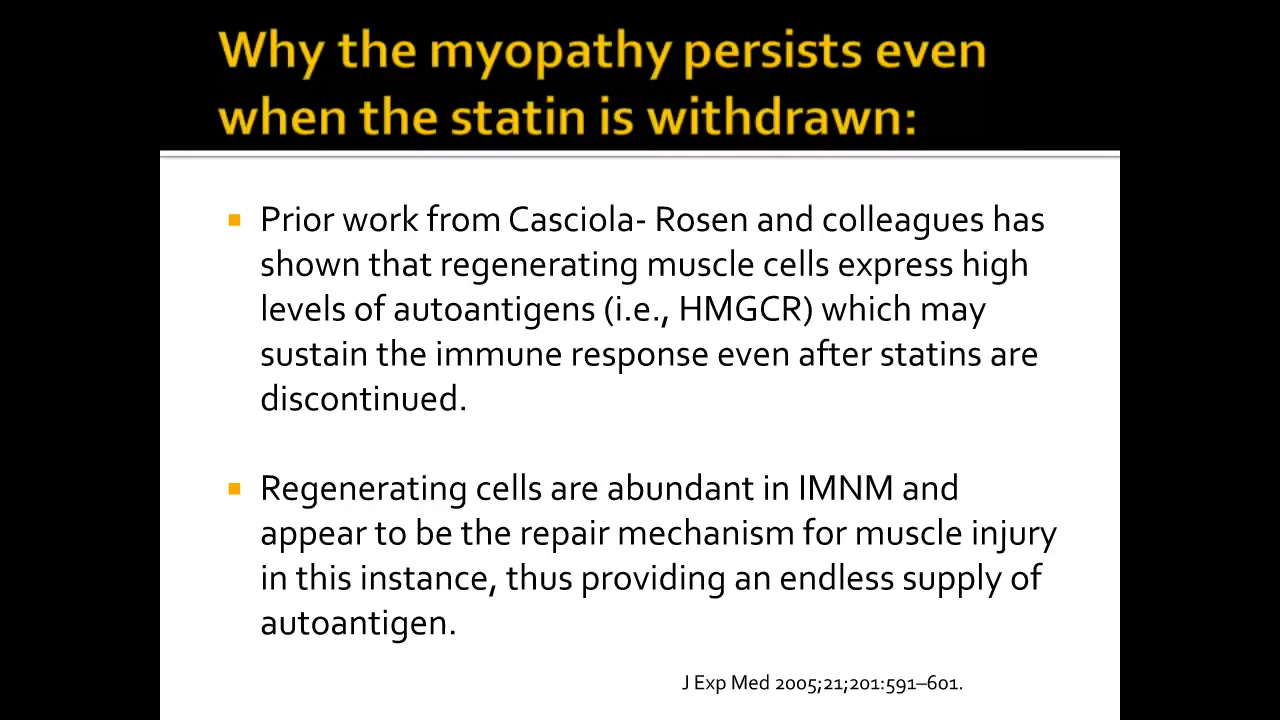 Why the myopathy persists even
when the statin is withdrawn:
Prior work from Casciola- Rosen and colleagues has
shown that regenerating muscle cells express high
levels of autoantigens (i.e., HMGCR) which may
sustain the immune response even after statins are
discontinued.
Regenerating cells are abundant in IMNM and
appear to be the repair mechanism for muscle injury
in this instance, thus providing an endless supply of
autoantigen.
J Exp Med 2005;21;201:591–601.